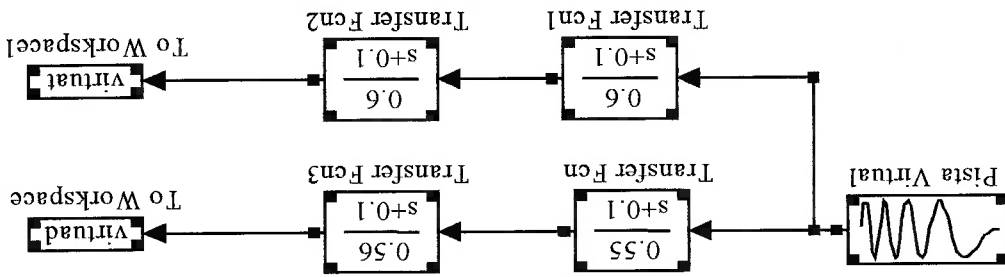 0.55
s+0.1
0.56
s+0.1
virtuad
Pista Virtual
Transfer Fcn
Transfer Fcn3
To Workspace
0.6
s+0.1
0.6
s+0.1
virtuat
Transfer Fcn1
Transfer Fcn2
To Workspace1